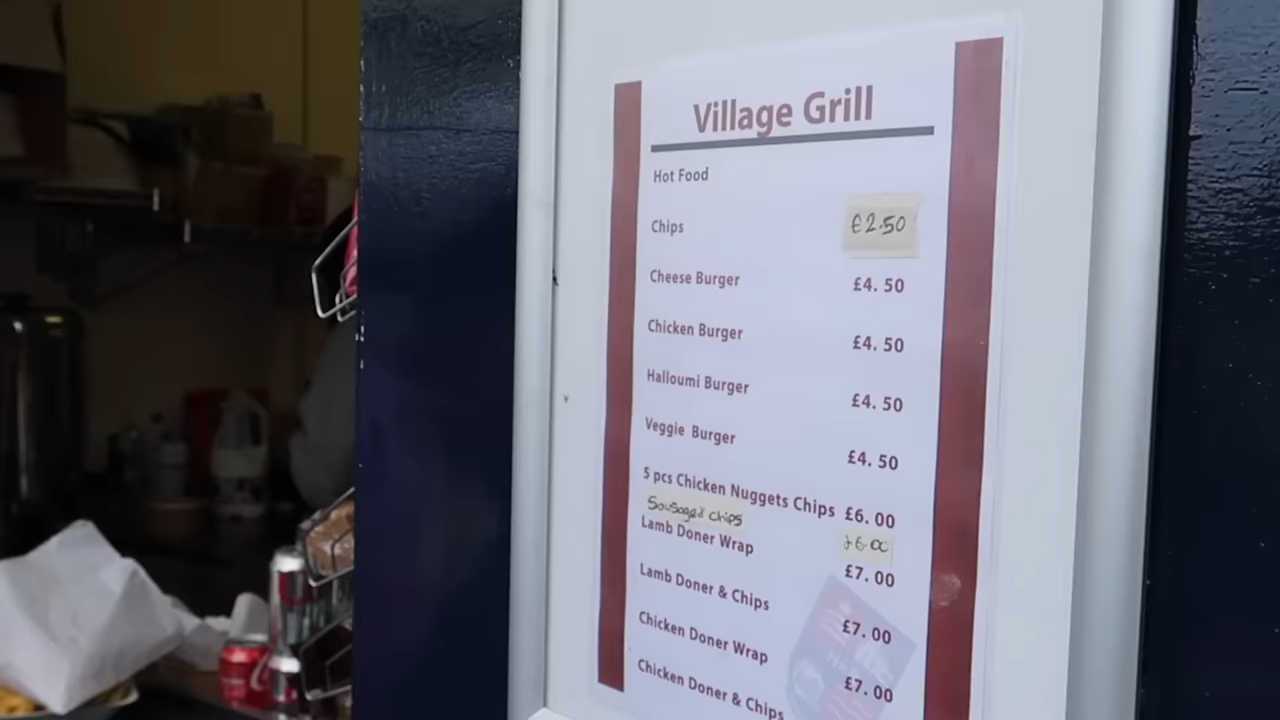 Village Grill
Hot Food
Chips £2.50
Cheese Burger £4. 50
Chicken Burger £4. 50
Halloumi Burger £4. 50
Veggie Burger £4. 50
5 pcs Chicken Nuggets Chips £6. 00
Sausage & Chips £6.00
Lamb Doner Wrap £7. 00
Lamb Doner & Chips £7. 00
Chicken Doner Wrap £7. 00
Chicken Doner & Chips